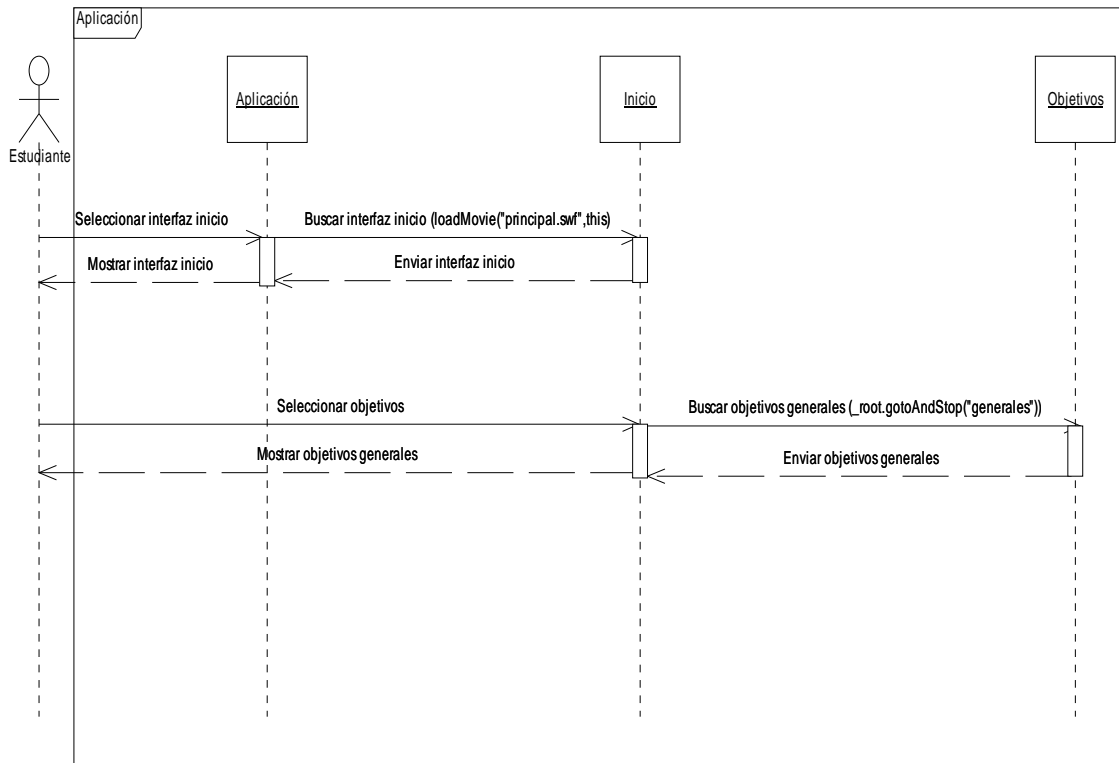 Aplicación
Estudiante
Aplicación
Inicio
Objetivos
Seleccionar interfaz inicio
Buscar interfaz inicio (loadMovie("principal.swf",this)
Mostrar interfaz inicio
Enviar interfaz inicio
Seleccionar objetivos
Buscar objetivos generales (_root.gotoAndStop("generales"))
Mostrar objetivos generales
Enviar objetivos generales